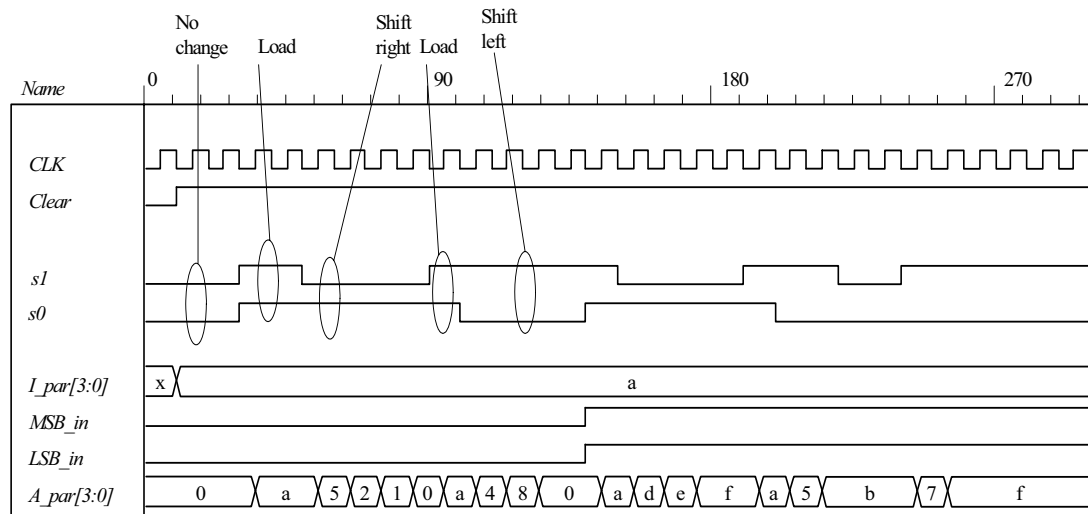 No change
Load
Shift right
Load
Shift left
Name
0 90 180 270
CLK
Clear
s1
s0
I_par[3:0] x a
MSB_in
LSB_in
A_par[3:0] 0 a 5 2 1 0 a 4 8 0 a d e f a 5 b 7 f